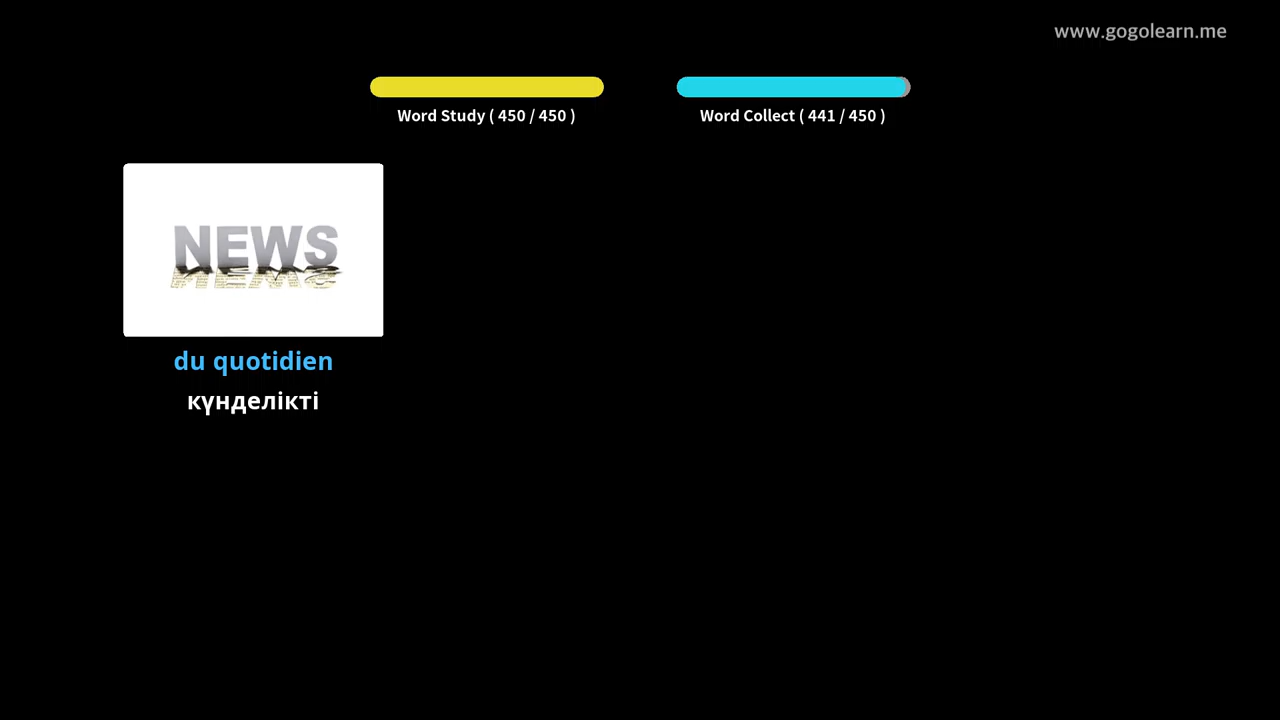 www.gogolearn.me
Word Study ( 450 / 450 )
Word Collect ( 441 / 450 )
NEWS
du quotidien
күнделікті